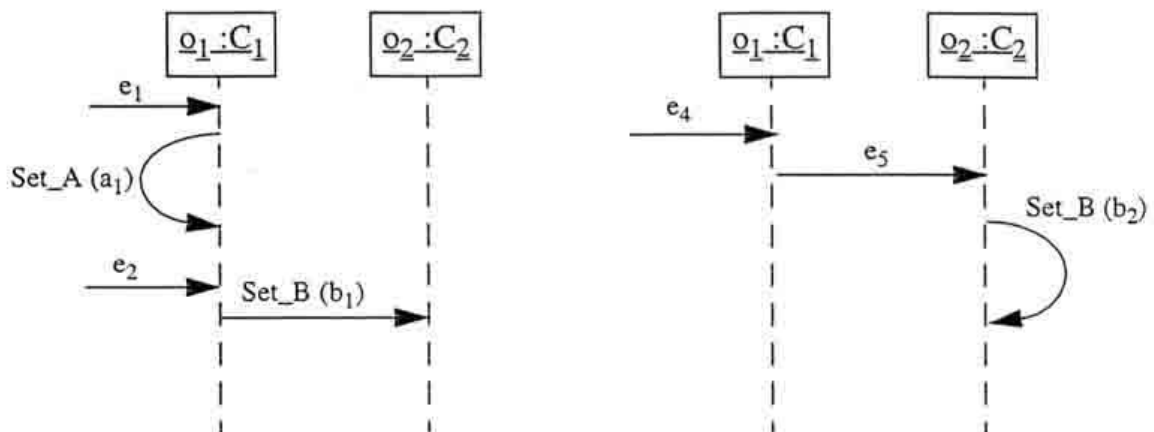 o1 :C1 o2 :C2 o1 :C1 o2 :C2
e1
e4
e5
Set_A (a1)
Set_B (b2)
e2
Set_B (b1)